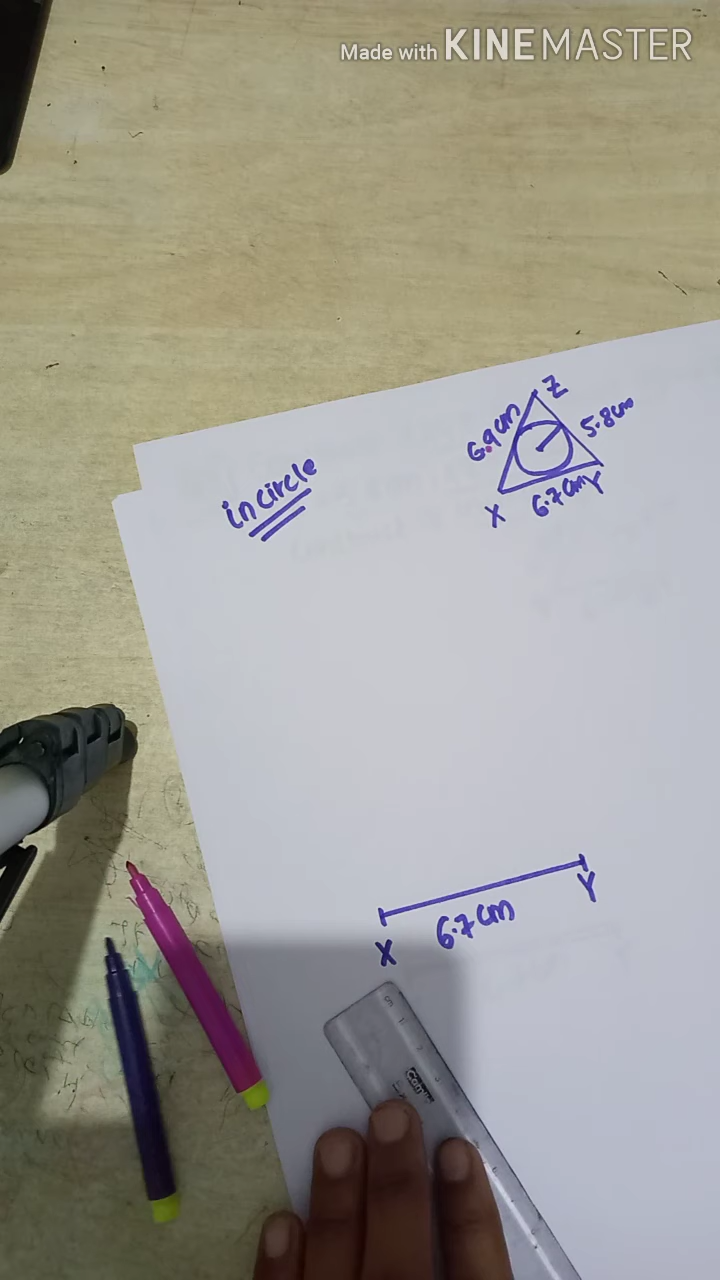 Made with KINEMASTER
Z
6.9cm
5.8cm
incircle
X
6.7cm
Y
Y
6.7cm
X